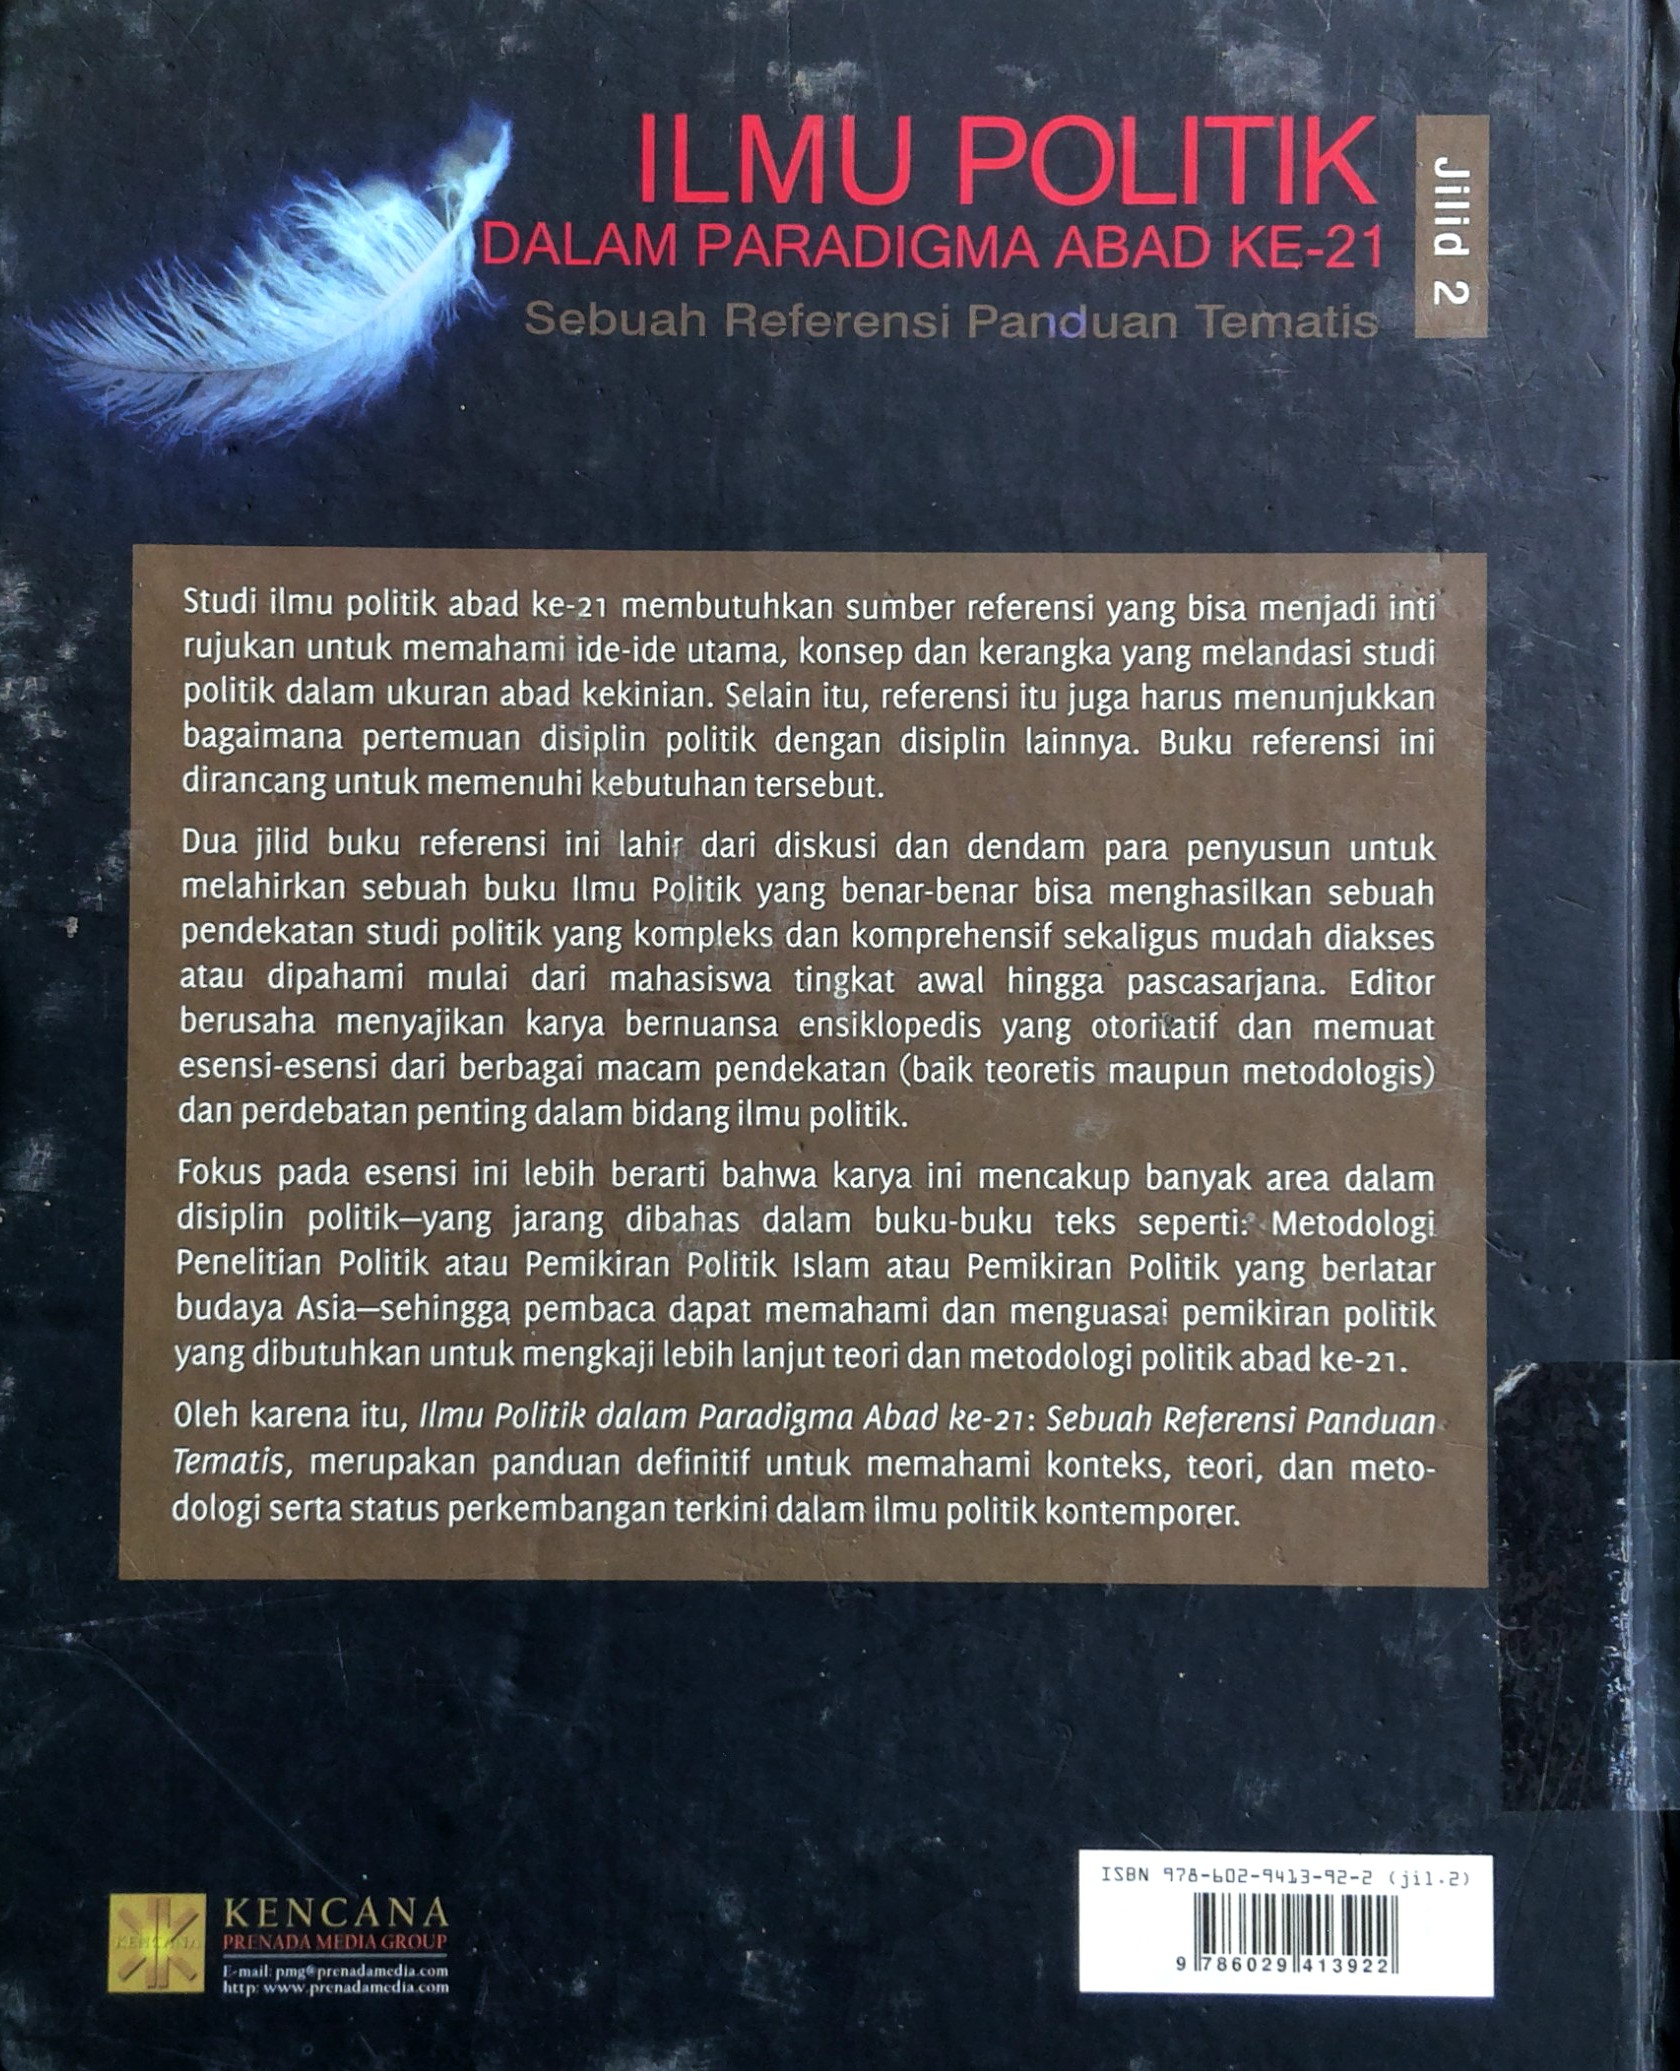 ILMU POLITIK
DALAM PARADIGMA ABAD KE-21
Sebuah Referensi Panduan Tematis
Jilid 2
Studi ilmu politik abad ke-21 membutuhkan sumber referensi yang bisa menjadi inti
rujukan untuk memahami ide-ide utama, konsep dan kerangka yang melandasi studi
politik dalam ukuran abad kekinian. Selain itu, referensi itu juga harus menunjukkan
bagaimana pertemuan disiplin politik dengan disiplin lainnya. Buku referensi ini
dirancang untuk memenuhi kebutuhan tersebut.
Dua jilid buku referensi ini lahir dari diskusi dan dendam para penyusun untuk
melahirkan sebuah buku Ilmu Politik yang benar-benar bisa menghasilkan sebuah
pendekatan studi politik yang kompleks dan komprehensif sekaligus mudah diakses
atau dipahami mulai dari mahasiswa tingkat awal hingga pascasarjana. Editor
berusaha menyajikan karya bernuansa ensiklopedis yang otoritatif dan memuat
esensi-esensi dari berbagai macam pendekatan (baik teoretis maupun metodologis)
dan perdebatan penting dalam bidang ilmu politik.
Fokus pada esensi ini lebih berarti bahwa karya ini mencakup banyak area dalam
disiplin politik—yang jarang dibahas dalam buku-buku teks seperti: Metodologi
Penelitian Politik atau Pemikiran Politik Islam atau Pemikiran Politik yang berlatar
budaya Asia—sehingga pembaca dapat memahami dan menguasai pemikiran politik
yang dibutuhkan untuk mengkaji lebih lanjut teori dan metodologi politik abad ke-21.
Oleh karena itu, Ilmu Politik dalam Paradigma Abad ke-21: Sebuah Referensi Panduan
Tematis, merupakan panduan definitif untuk memahami konteks, teori, dan meto-
dologi serta status perkembangan terkini dalam ilmu politik kontemporer.
KENCANA
KENCANA
PRENADA MEDIA GROUP
E-mail: pmg@prenadamedia.com
http: www.prenadamedia.com
ISBN 978-602-9413-92-2 (jil.2)
9 786029 413922